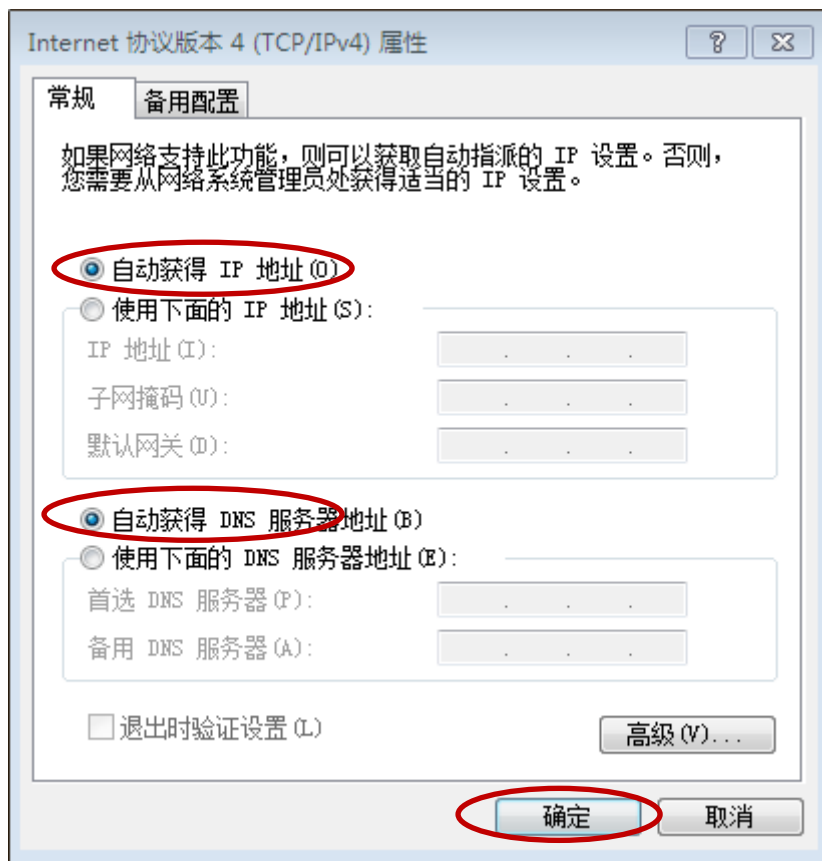 Internet 协议版本 4 (TCP/IPv4) 属性
常规
备用配置
如果网络支持此功能，则可以获取自动指派的 IP 设置。否则，
您需要从网络系统管理员处获得适当的 IP 设置。
自动获得 IP 地址(O)
使用下面的 IP 地址(S):
IP 地址(I):
子网掩码(U):
默认网关(D):
自动获得 DNS 服务器地址(B)
使用下面的 DNS 服务器地址(E):
首选 DNS 服务器(P):
备用 DNS 服务器(A):
退出时验证设置(L)
高级(V)...
确定
取消